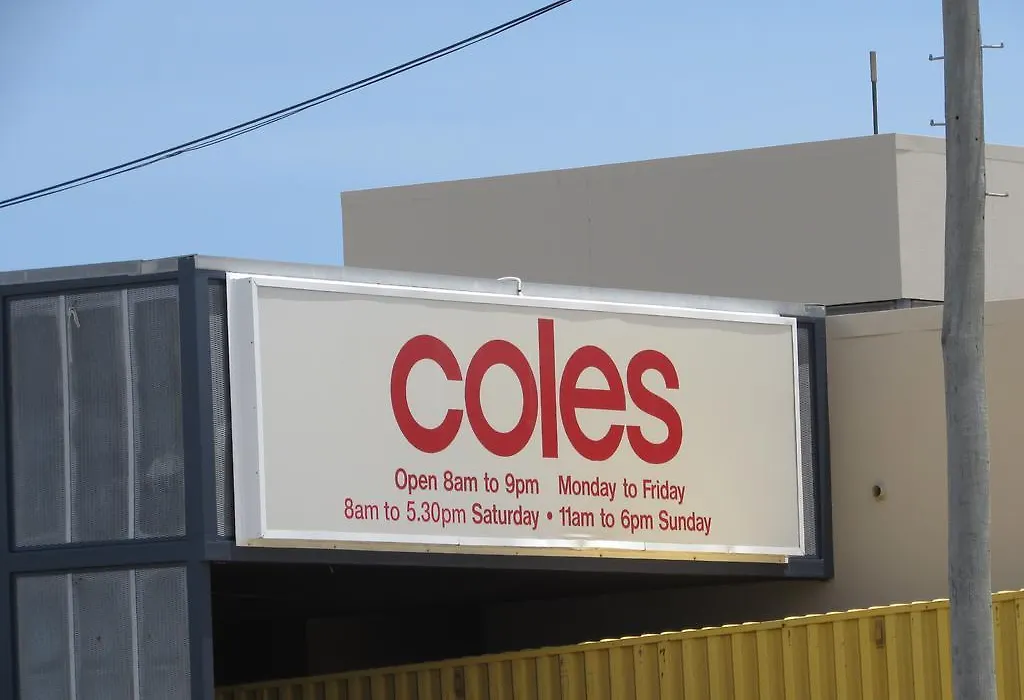 coles
Open 8am to 9pm Monday to Friday
8am to 5.30pm Saturday • 11am to 6pm Sunday